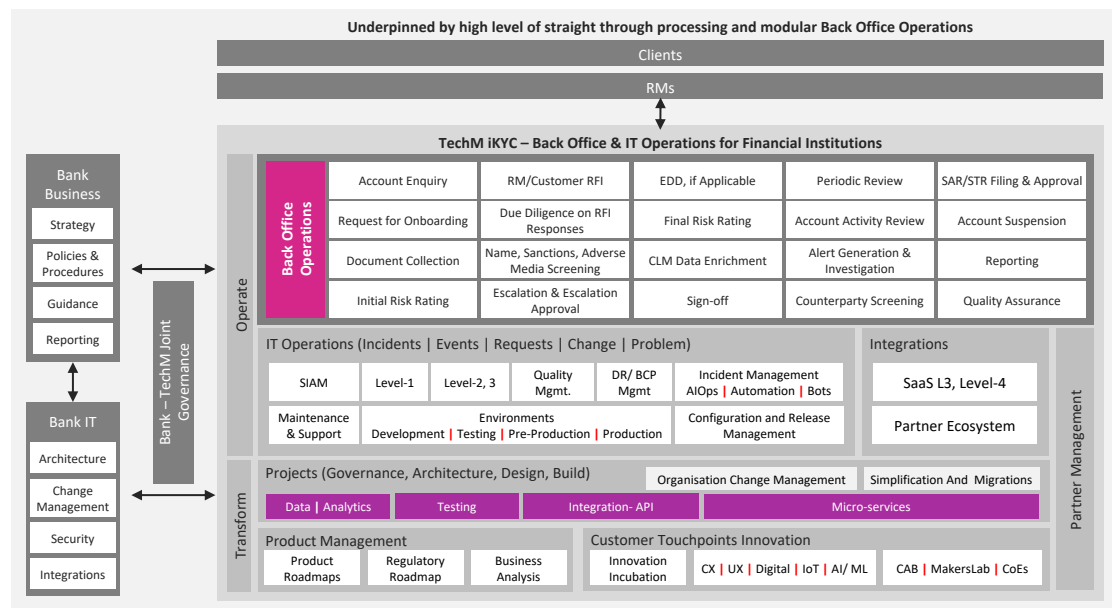 Underpinned by high level of straight through processing and modular Back Office Operations
Clients
RMs
TechM iKYC – Back Office & IT Operations for Financial Institutions
Bank
Business
Strategy
Policies &
Procedures
Guidance
Reporting
Bank IT
Architecture
Change
Management
Security
Integrations
Bank – TechM Joint
Governance
Operate
Back Office
Operations
Account Enquiry
RM/Customer RFI
EDD, if Applicable
Periodic Review
SAR/STR Filing & Approval
Request for Onboarding
Due Diligence on RFI
Responses
Final Risk Rating
Account Activity Review
Account Suspension
Document Collection
Name, Sanctions, Adverse
Media Screening
CLM Data Enrichment
Alert Generation &
Investigation
Reporting
Initial Risk Rating
Escalation & Escalation
Approval
Sign-off
Counterparty Screening
Quality Assurance
IT Operations (Incidents | Events | Requests | Change | Problem)
SIAM
Level-1
Level-2, 3
Quality
Mgmt.
DR/ BCP
Mgmt
Incident Management
AIOps | Automation | Bots
Maintenance
& Support
Environments
Development | Testing | Pre-Production | Production
Configuration and Release
Management
Integrations
SaaS L3, Level-4
Partner Ecosystem
Partner Management
Transform
Projects (Governance, Architecture, Design, Build)
Organisation Change Management
Simplification And Migrations
Data | Analytics
Testing
Integration- API
Micro-services
Product Management
Product
Roadmaps
Regulatory
Roadmap
Business
Analysis
Customer Touchpoints Innovation
Innovation
Incubation
CX | UX | Digital | IoT | AI/ ML
CAB | MakersLab | CoEs